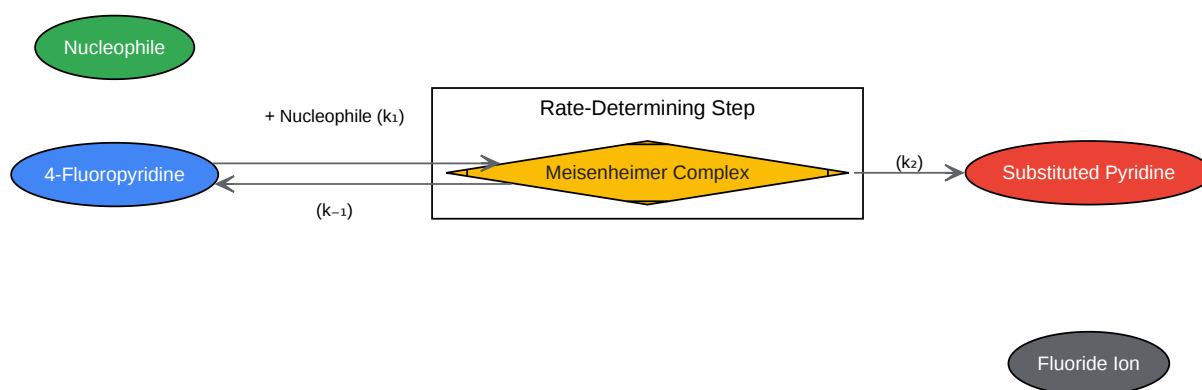 Nucleophile
Rate-Determining Step
+ Nucleophile (k₁)
4-Fluoropyridine
Meisenheimer Complex
(k₂)
Substituted Pyridine
(k₋₁)
Fluoride Ion